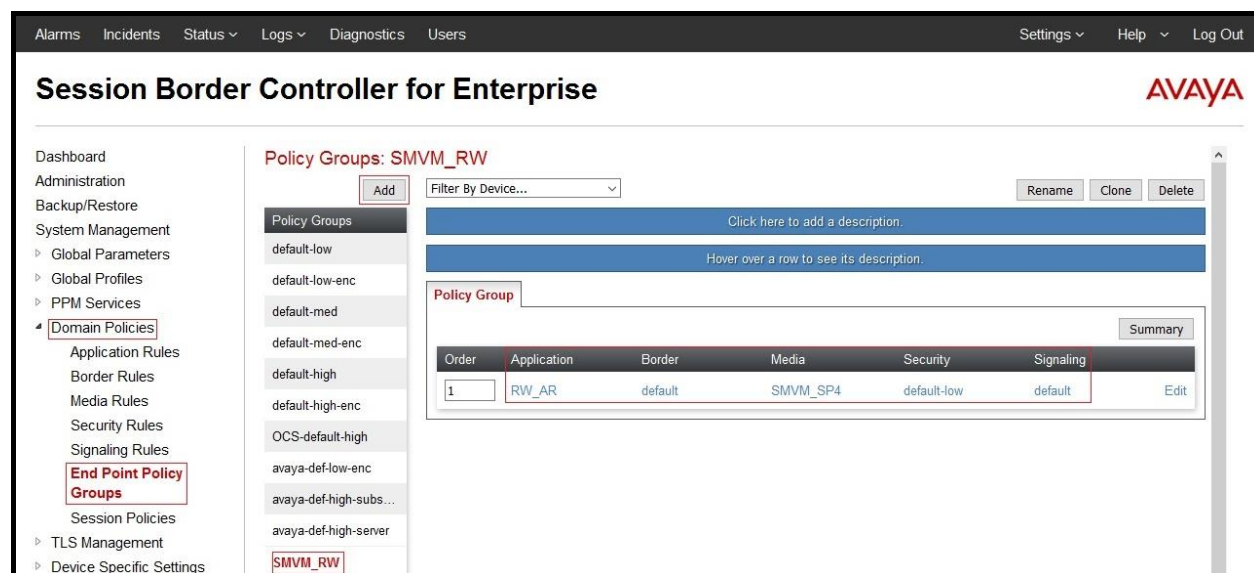 Alarms Incidents Status Logs Diagnostics Users Settings Help Log Out
Session Border Controller for Enterprise
AVAYA
Dashboard
Administration
Backup/Restore
System Management
Global Parameters
Global Profiles
PPM Services
Domain Policies
Application Rules
Border Rules
Media Rules
Security Rules
Signaling Rules
End Point Policy
Groups
Session Policies
TLS Management
Device Specific Settings
Policy Groups: SMVM_RW
Add
Policy Groups
default-low
default-low-enc
default-med
default-med-enc
default-high
default-high-enc
OCS-default-high
avaya-def-low-enc
avaya-def-high-subs...
avaya-def-high-server
SMVM_RW
Filter By Device... Rename Clone Delete
Click here to add a description.
Hover over a row to see its description.
Policy Group
Summary
Order Application Border Media Security Signaling
1 RW_AR default SMVM_SP4 default-low default Edit